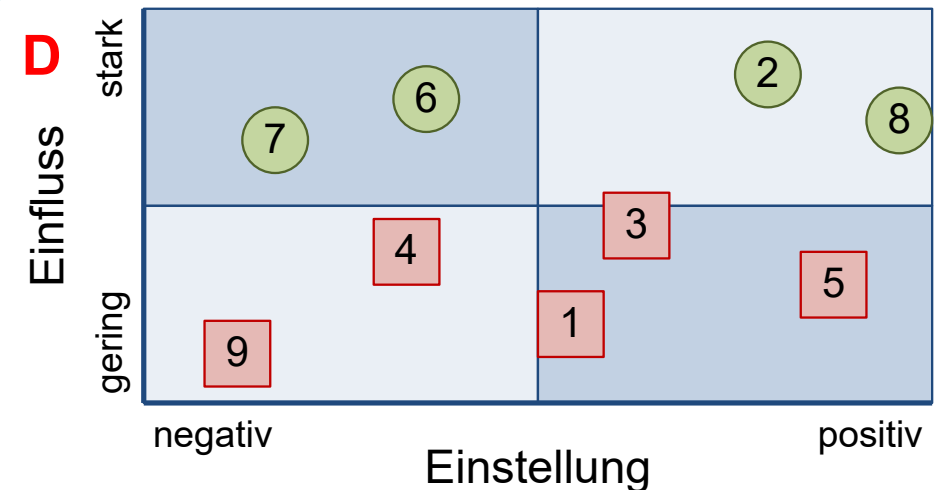 D
stark
Einfluss
gering
2
6
8
7
3
4
5
1
9
negativ
positiv
Einstellung